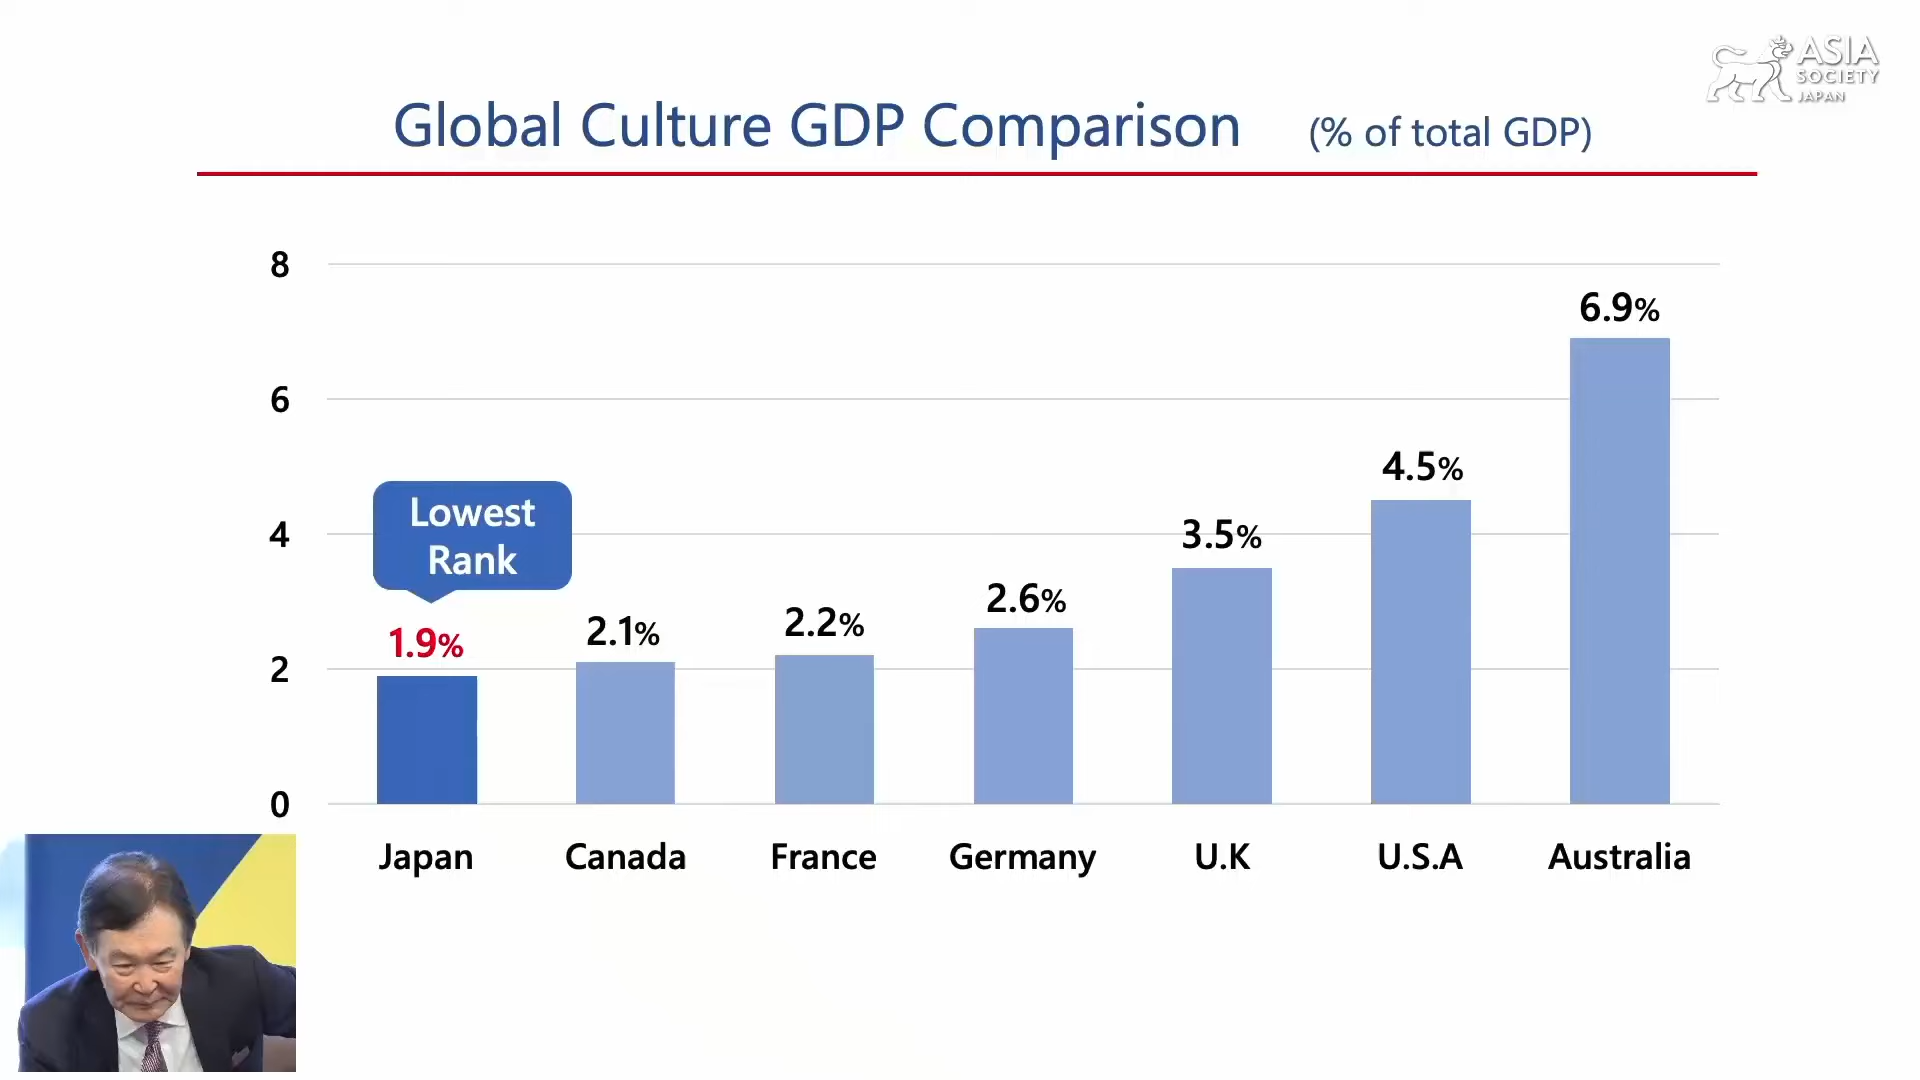 ASIA
SOCIETY
JAPAN
Global Culture GDP Comparison (% of total GDP)
8
6
4
2
0
Lowest
Rank
1.9%
2.1%
2.2%
2.6%
3.5%
4.5%
6.9%
Japan Canada France Germany U.K U.S.A Australia